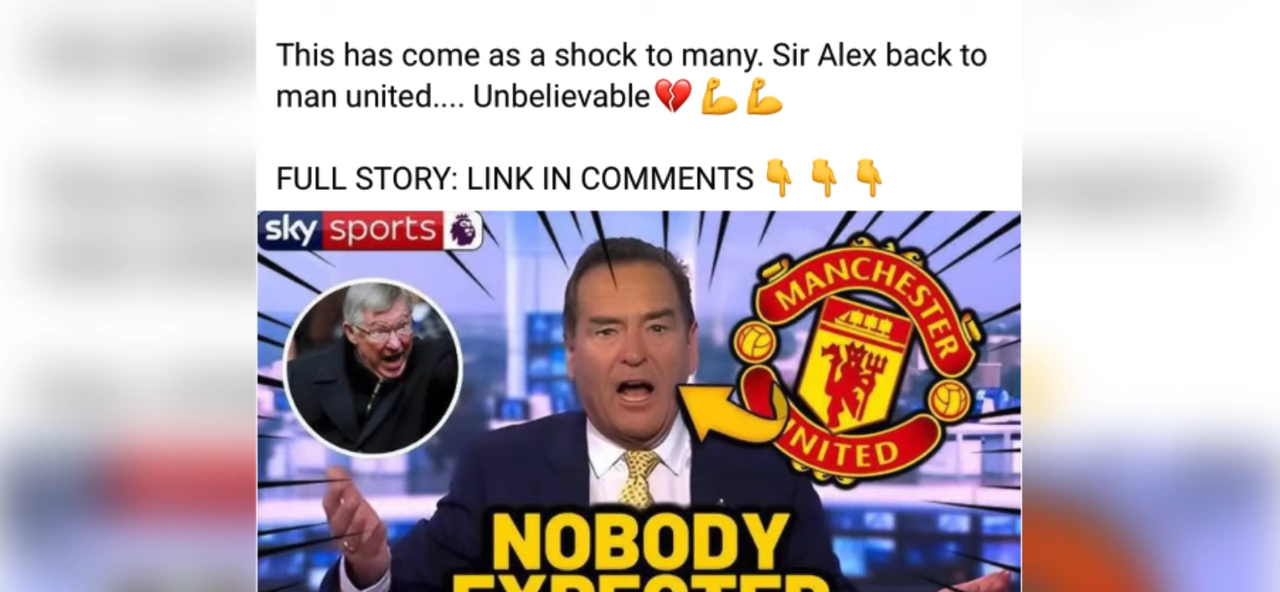 This has come as a shock to many. Sir Alex back to
man united.... Unbelievable💔💪💪
FULL STORY: LINK IN COMMENTS👇👇👇
sky sports
MANCHESTER
UNITED
NOBODY
EXPECTED